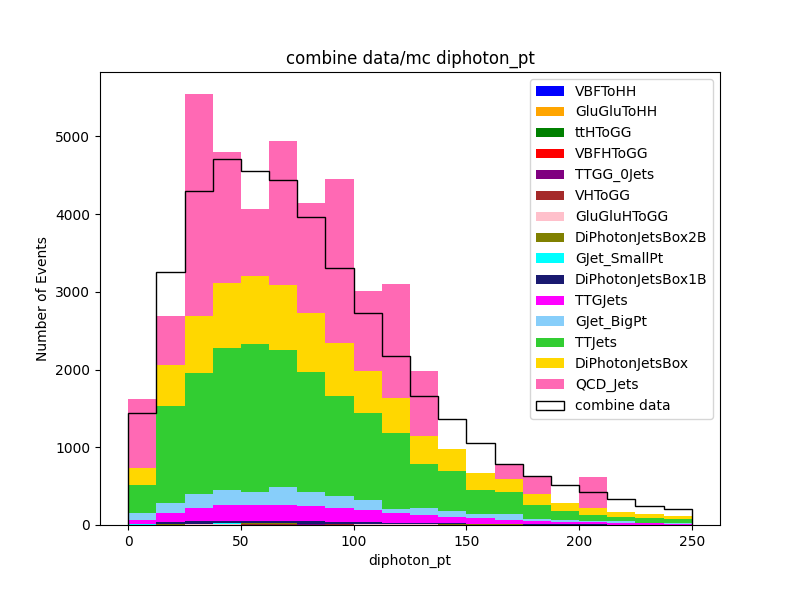 combine data/mc diphoton_pt
Number of Events
5000
4000
3000
2000
1000
0
0
50
100
150
200
250
diphoton_pt
VBFToHH
GluGluToHH
ttHToGG
VBFHToGG
TTGG_0Jets
VHToGG
GluGluHToGG
DiPhotonJetsBox2B
GJet_SmallPt
DiPhotonJetsBox1B
TTGJets
GJet_BigPt
TTJets
DiPhotonJetsBox
QCD_Jets
combine data